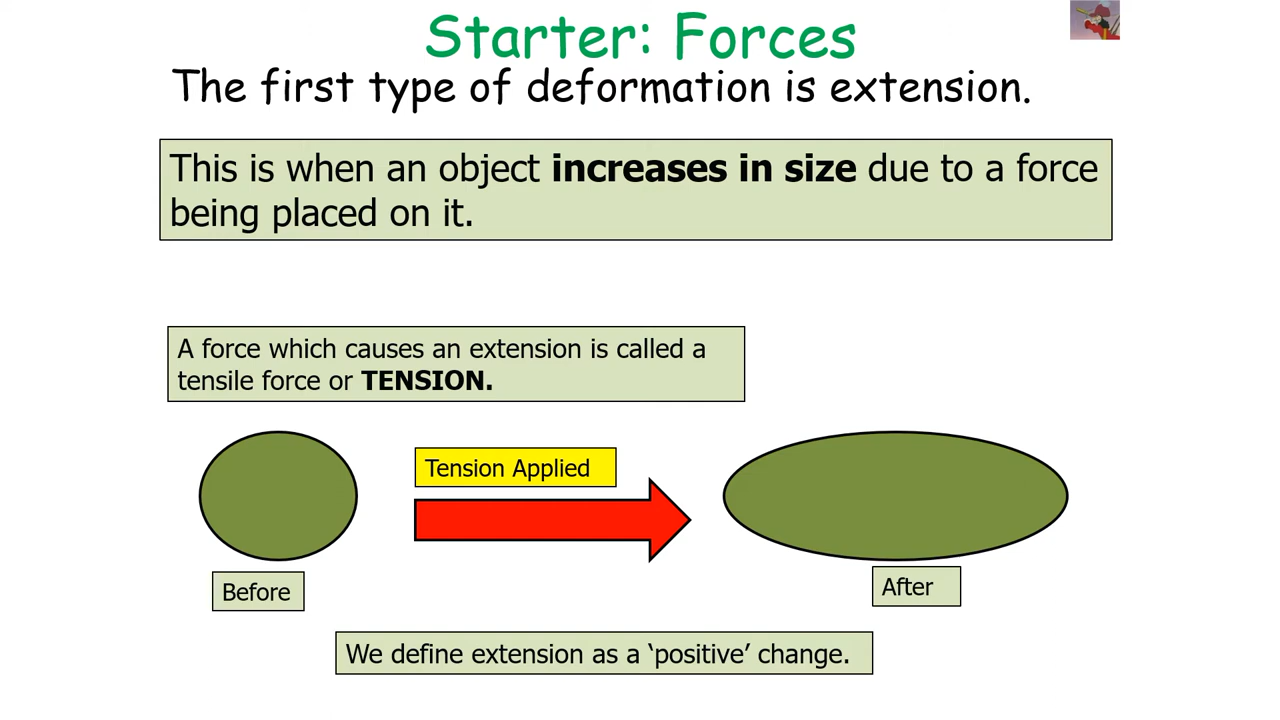 Starter: Forces
The first type of deformation is extension.
This is when an object increases in size due to a force
being placed on it.
A force which causes an extension is called a
tensile force or TENSION.
Tension Applied
Before
After
We define extension as a ‘positive’ change.